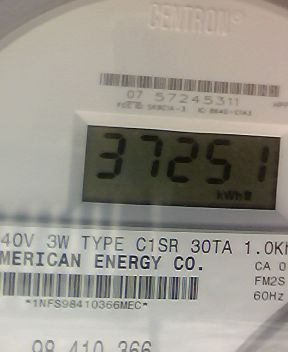 CENTRON®
07 57245311
37251
kWh
40V 3W TYPE C1SR 30TA 1.0K
MERICAN ENERGY CO.
CA 0
FM2S
*1NFS98410366MEC*
60Hz
98 410 366